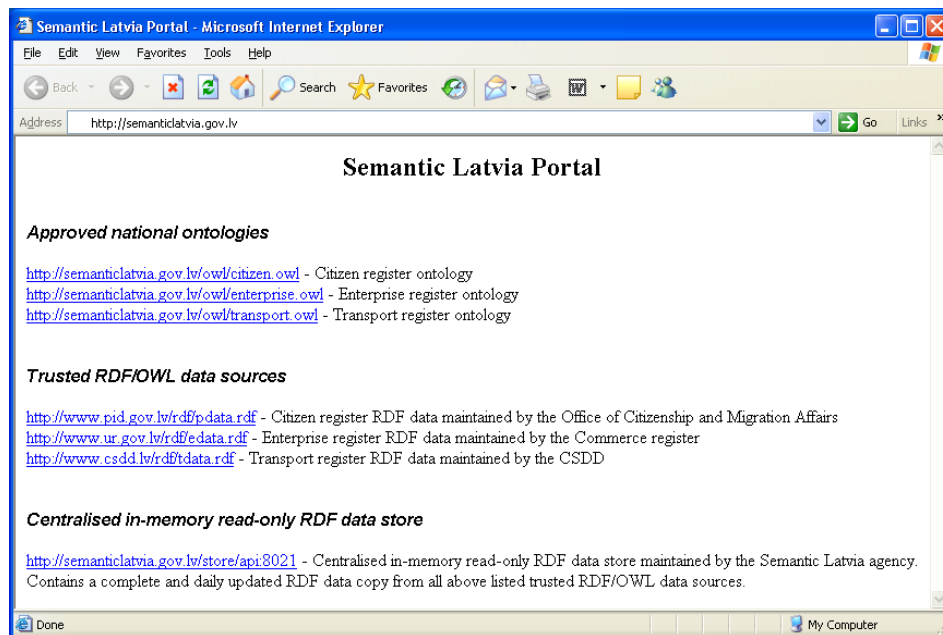 Semantic Latvia Portal - Microsoft Internet Explorer
File Edit View Favorites Tools Help
Back Search Favorites
Address http://semanticlatvia.gov.lv Go Links »
Semantic Latvia Portal
Approved national ontologies
http://semanticlatvia.gov.lv/owl/citizen.owl - Citizen register ontology
http://semanticlatvia.gov.lv/owl/enterprise.owl - Enterprise register ontology
http://semanticlatvia.gov.lv/owl/transport.owl - Transport register ontology
Trusted RDF/OWL data sources
http://www.pid.gov.lv/rdf/pdata.rdf - Citizen register RDF data maintained by the Office of Citizenship and Migration Affairs
http://www.ur.gov.lv/rdf/edata.rdf - Enterprise register RDF data maintained by the Commerce register
http://www.csdd.lv/rdf/tdata.rdf - Transport register RDF data maintained by the CSDD
Centralised in-memory read-only RDF data store
http://semanticlatvia.gov.lv/store/api:8021 - Centralised in-memory read-only RDF data store maintained by the Semantic Latvia agency.
Contains a complete and daily updated RDF data copy from all above listed trusted RDF/OWL data sources.
Done My Computer